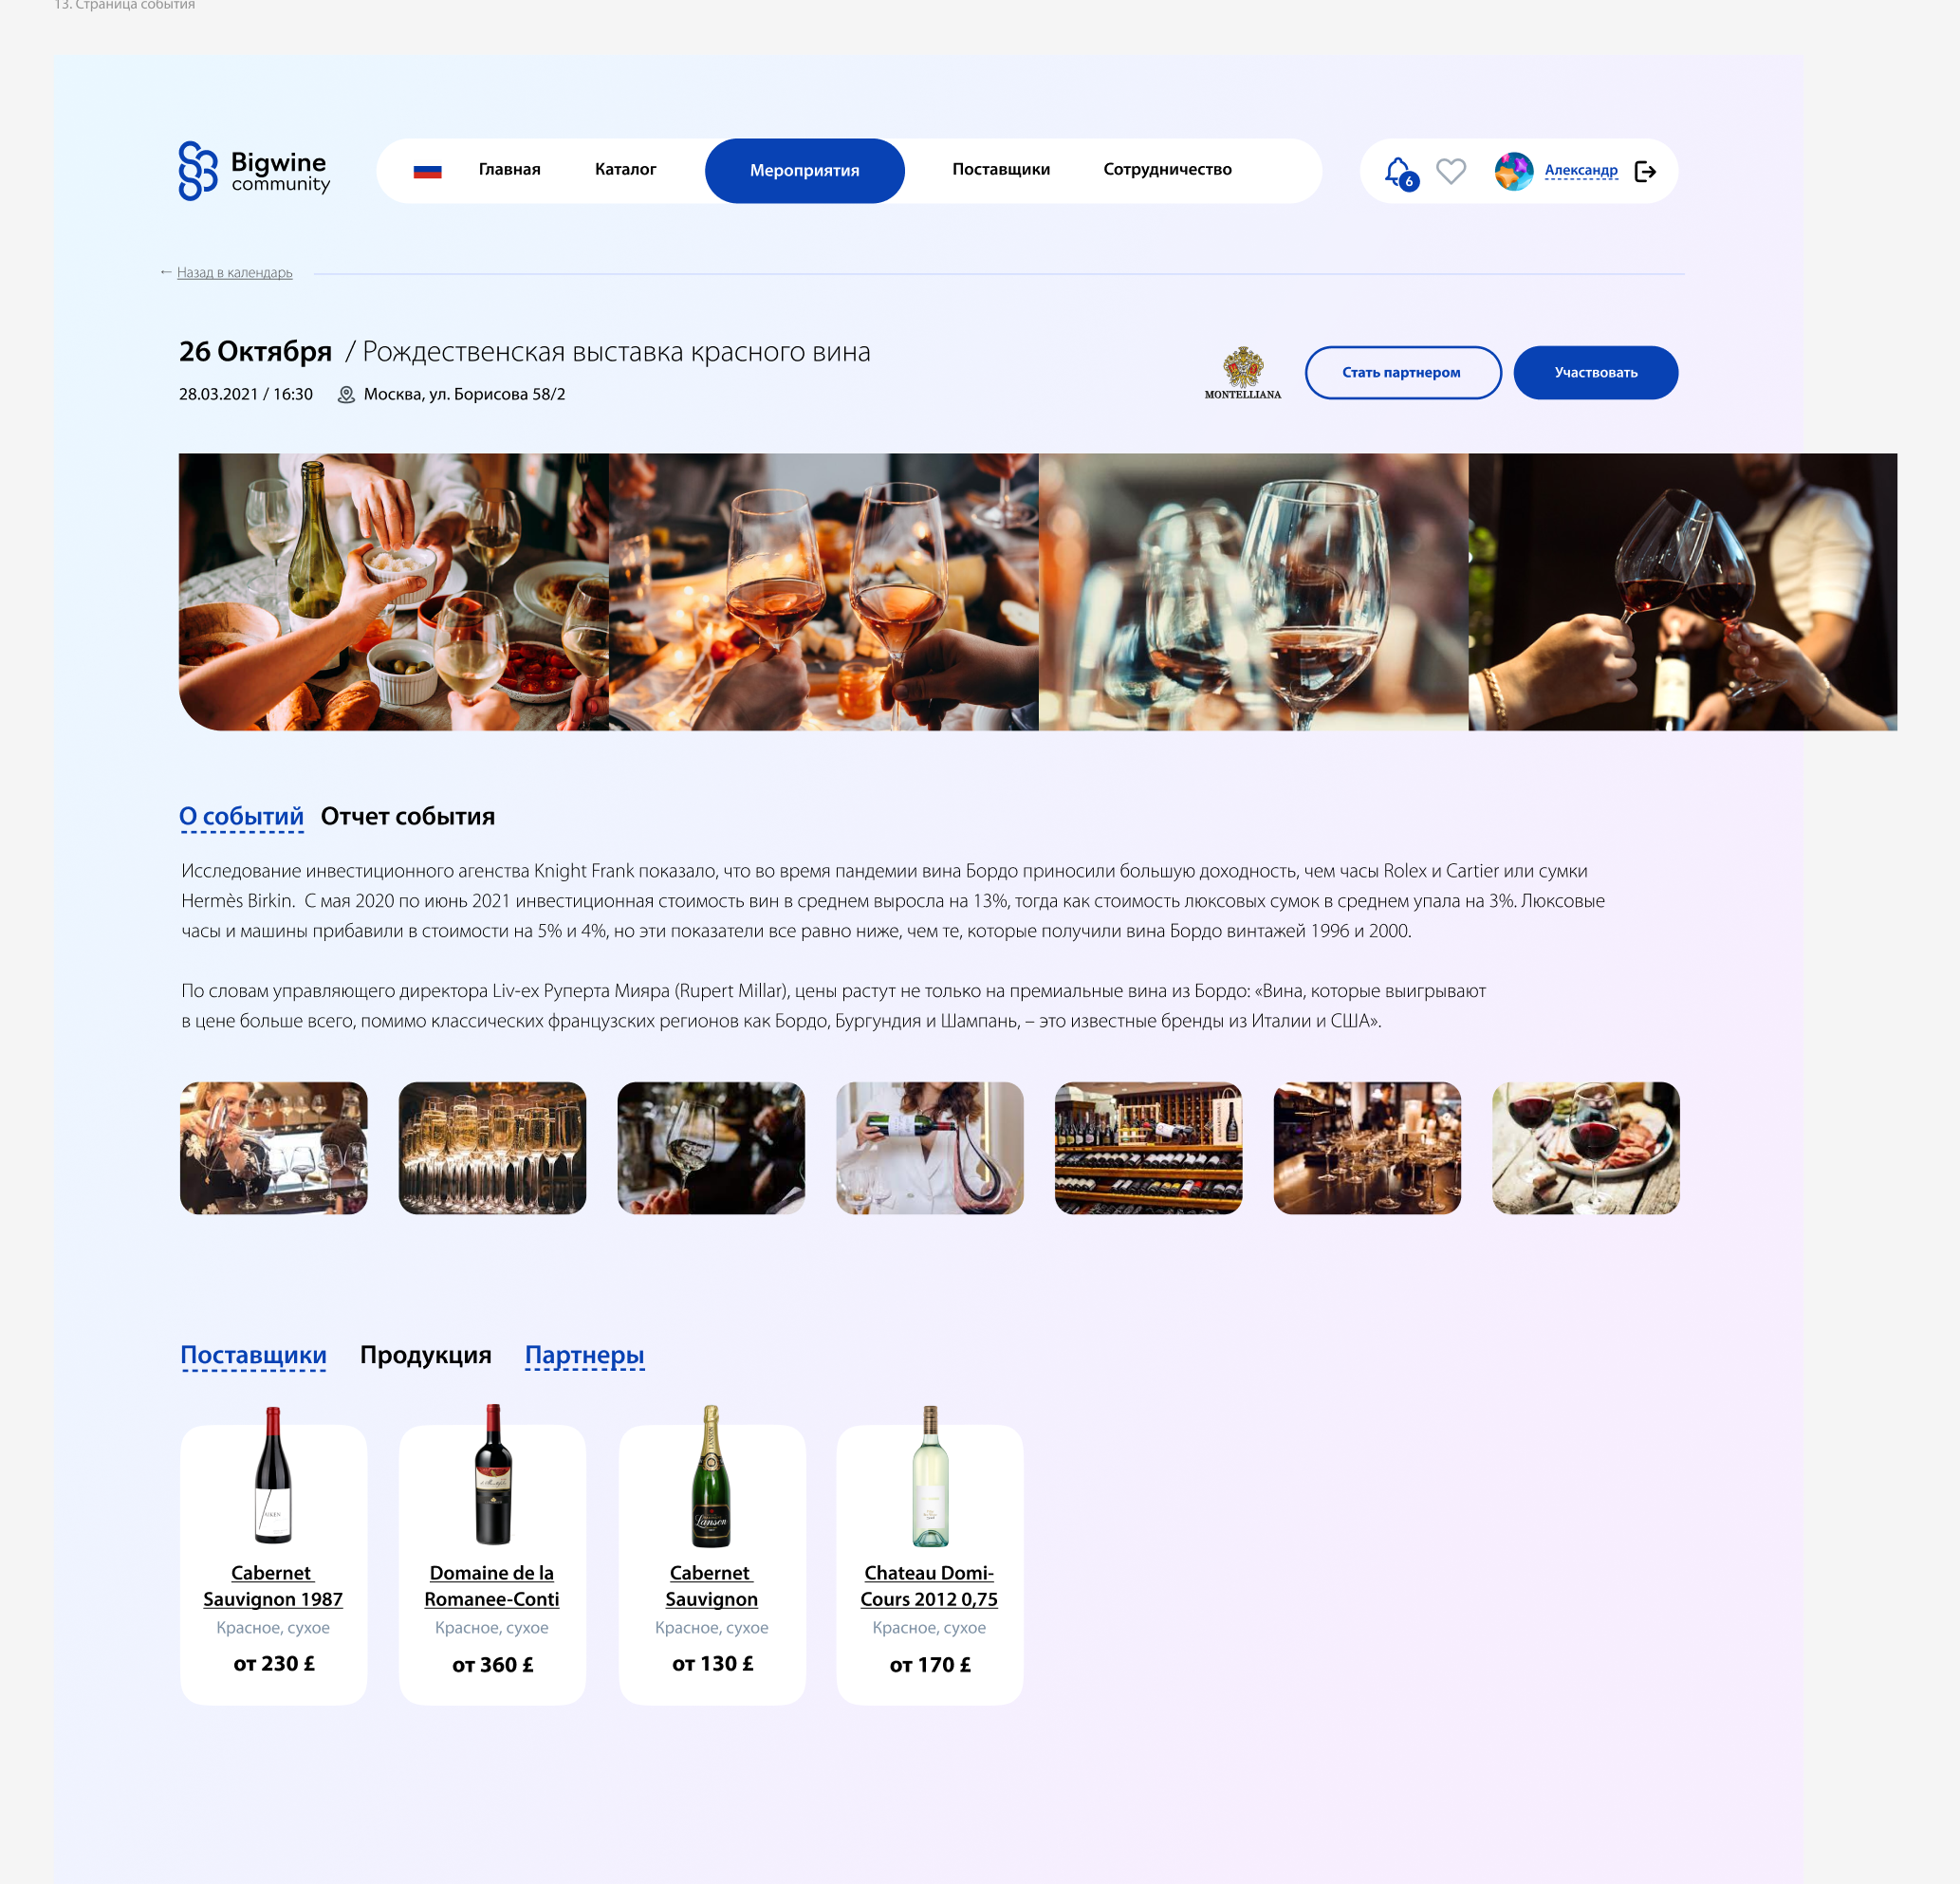 13. Страница события
Bigwine
community
Главная Каталог Мероприятия Поставщики Сотрудничество
6
Александр
← Назад в календарь
26 Октября / Рождественская выставка красного вина
28.03.2021 / 16:30 Москва, ул. Борисова 58/2
MONTELLIANA
Стать партнером
Участвовать
О событий Отчет события
Исследование инвестиционного агенства Knight Frank показало, что во время пандемии вина Бордо приносили большую доходность, чем часы Rolex и Cartier или сумки
Hermès Birkin. С мая 2020 по июнь 2021 инвестиционная стоимость вин в среднем выросла на 13%, тогда как стоимость люксовых сумок в среднем упала на 3%. Люксовые
часы и машины прибавили в стоимости на 5% и 4%, но эти показатели все равно ниже, чем те, которые получили вина Бордо винтажей 1996 и 2000.
По словам управляющего директора Liv-ex Руперта Мияра (Rupert Millar), цены растут не только на премиальные вина из Бордо: «Вина, которые выигрывают
в цене больше всего, помимо классических французских регионов как Бордо, Бургундия и Шампань, – это известные бренды из Италии и США».
Поставщики Продукция Партнеры
Lanson
Cabernet
Sauvignon 1987
Красное, сухое
от 230 £
Domaine de la
Romanee-Conti
Красное, сухое
от 360 £
Cabernet
Sauvignon
Красное, сухое
от 130 £
Chateau Domi-
Cours 2012 0,75
Красное, сухое
от 170 £